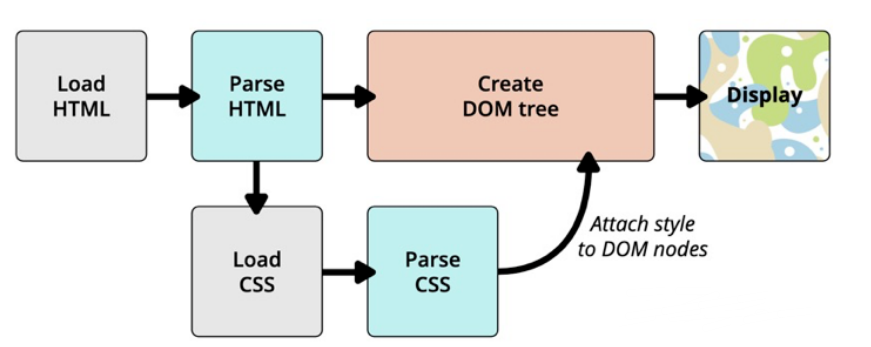 Load
HTML
Parse
HTML
Create
DOM tree
Display
Load
CSS
Parse
CSS
Attach style
to DOM nodes